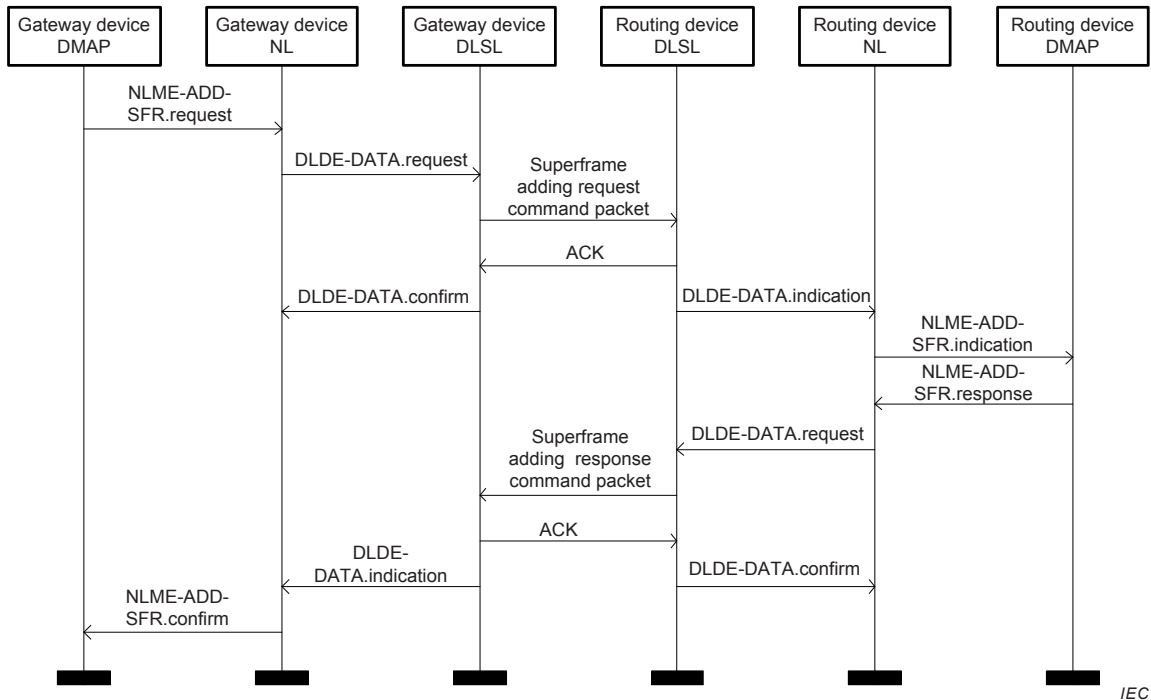 Gateway device
DMAP
Gateway device
NL
Gateway device
DLSL
Routing device
DLSL
Routing device
NL
Routing device
DMAP
NLME-ADD-
SFR.request
DLDE-DATA.request
Superframe
adding request
command packet
ACK
DLDE-DATA.confirm
DLDE-DATA.indication
NLME-ADD-
SFR.indication
NLME-ADD-
SFR.response
DLDE-DATA.request
Superframe
adding response
command packet
ACK
DLDE-
DATA.indication
DLDE-DATA.confirm
NLME-ADD-
SFR.confirm
IEC